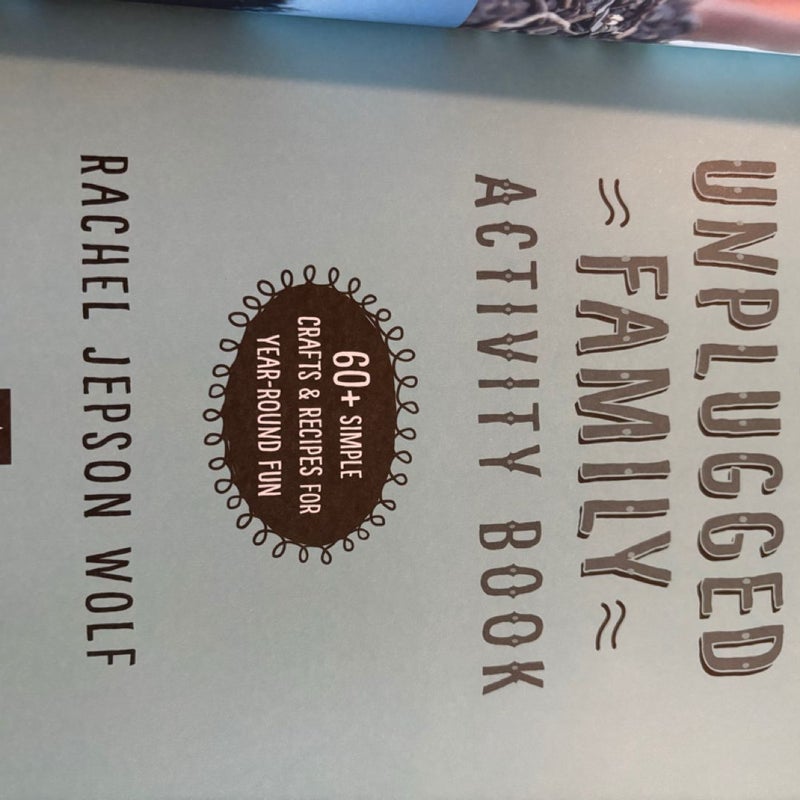 UNPLUGGED
FAMILY
ACTIVITY BOOK
60+ SIMPLE
CRAFTS & RECIPES FOR
YEAR-ROUND FUN
RACHEL JEPSON WOLF